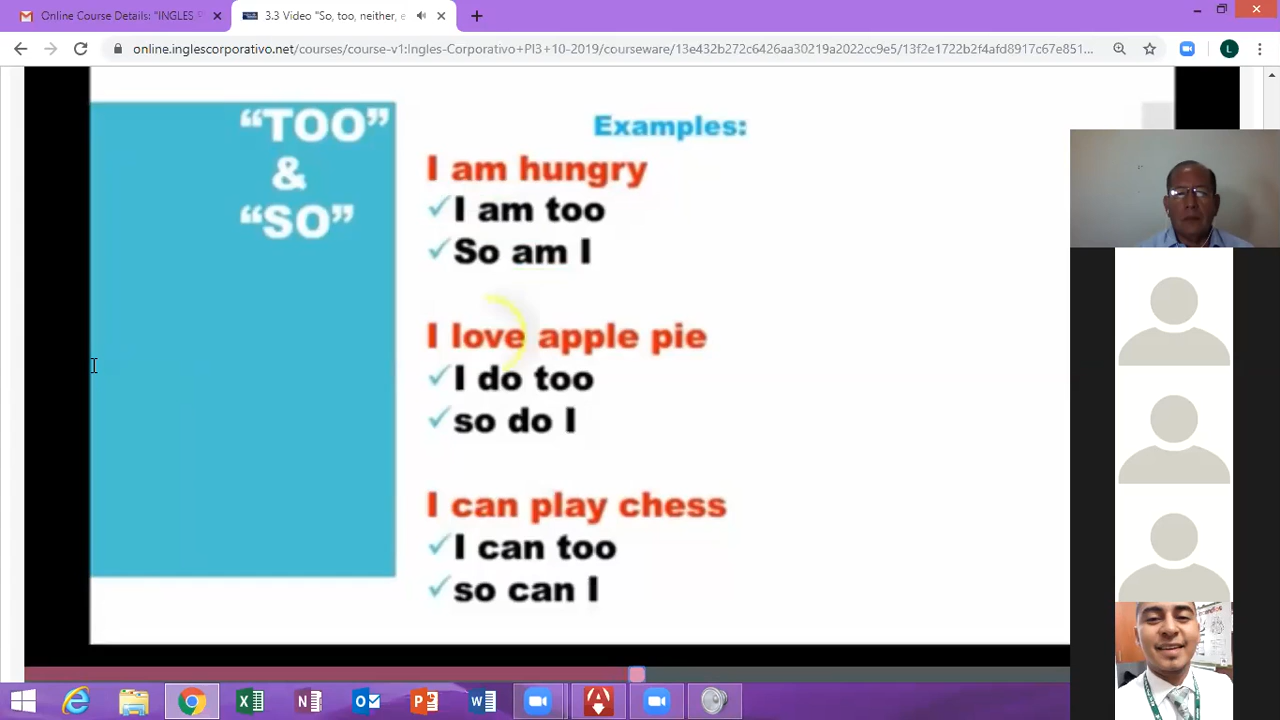 Online Course Details: "INGLES
3.3 Video "So, too, neither, e
online.inglescorporativo.net/courses/course-v1:Ingles-Corporativo+PI3+10-2019/courseware/13e432b272c6426aa30219a2022cc9e5/13f2e1722b2f4afd8917c67e851...
L
"TOO"
&
"SO"
Examples:
I am hungry
I am too
So am I
I love apple pie
I do too
so do I
I can play chess
I can too
so can I